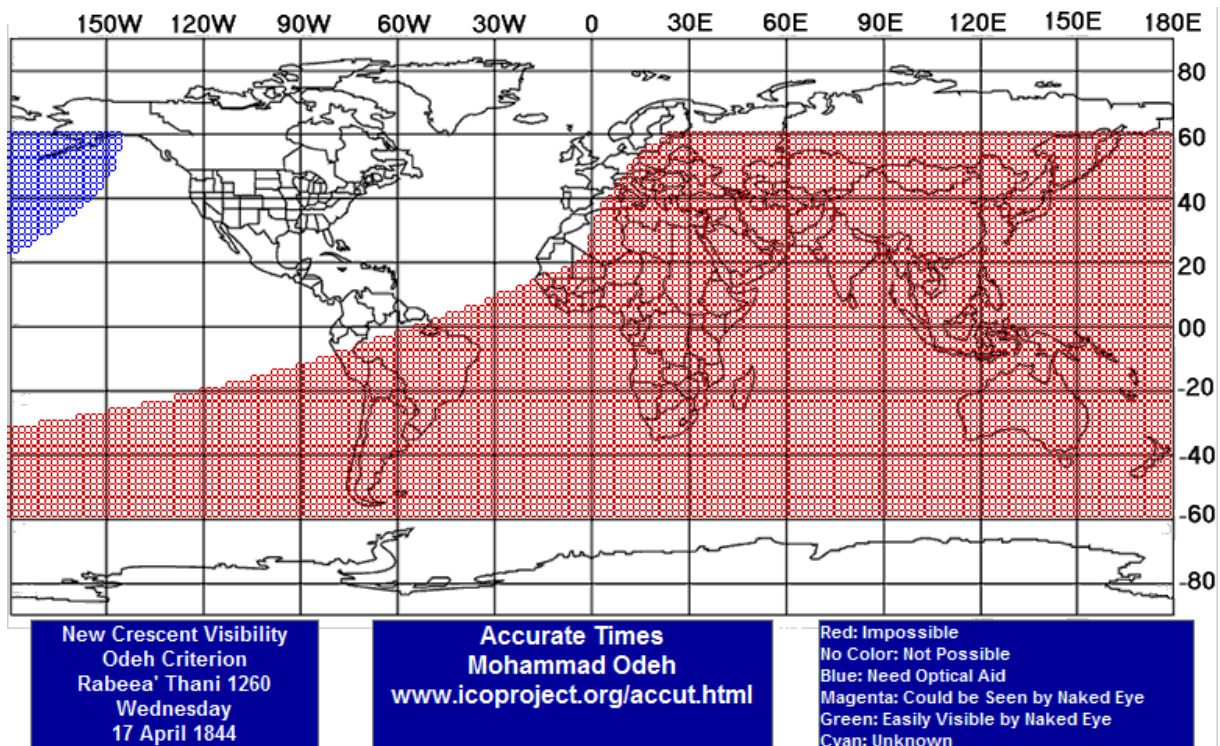 150W 120W 90W 60W 30W 0 30E 60E 90E 120E 150E 180E
80
60
40
20
00
-20
-40
-60
-80
New Crescent Visibility
Odeh Criterion
Rabeea' Thani 1260
Wednesday
17 April 1844
Accurate Times
Mohammad Odeh
www.icoproject.org/accut.html
Red: Impossible
No Color: Not Possible
Blue: Need Optical Aid
Magenta: Could be Seen by Naked Eye
Green: Easily Visible by Naked Eye
Cyan: Unknown